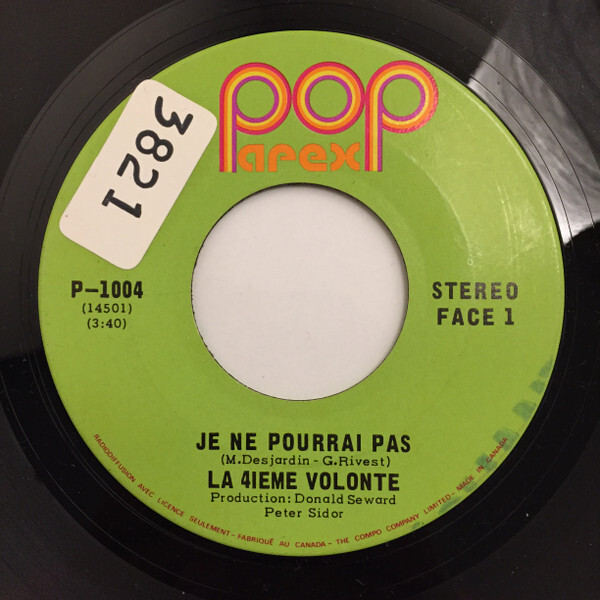 pop
arex
3821
P-1004
(14501)
(3:40)
STEREO
FACE 1
JE NE POURRAI PAS
(M.Desjardin - G.Rivest)
LA 4IEME VOLONTE
Production: Donald Seward
Peter Sidor
RADIODIFFUSION AVEC LICENCE SEULEMENT - FABRIQUÉ AU CANADA - THE COMPO COMPANY LIMITED - MADE IN CANADA